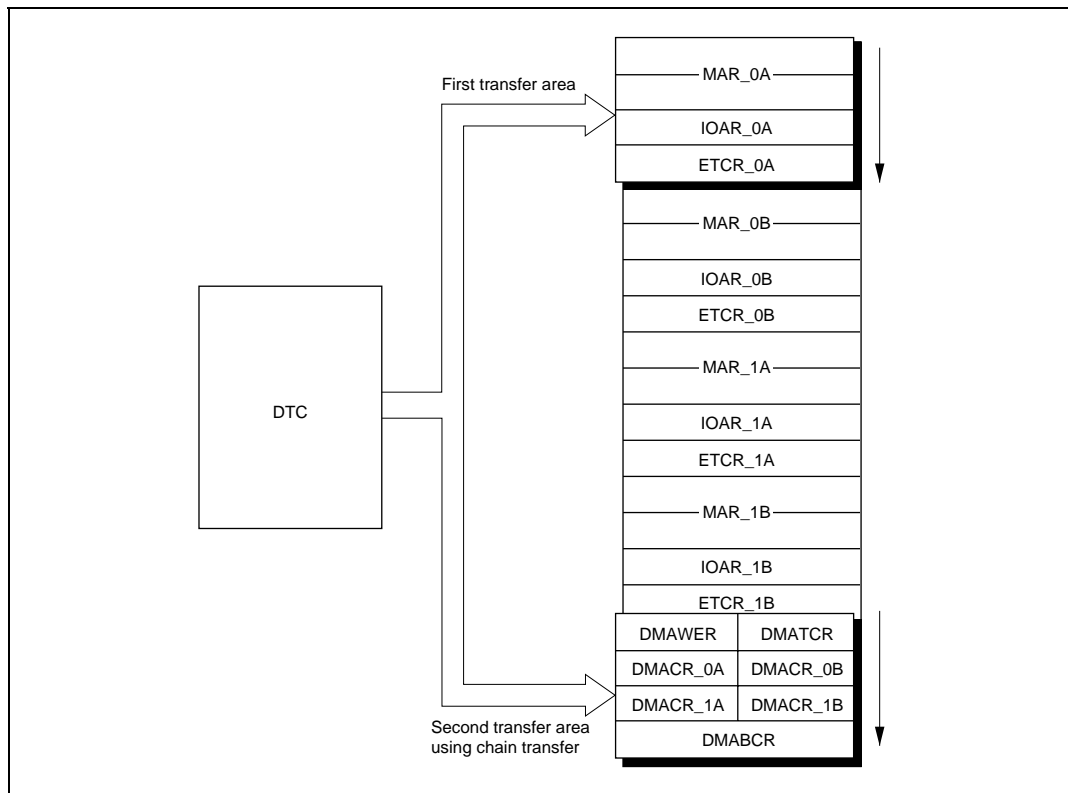 First transfer area
MAR_0A
IOAR_0A
ETCR_0A
MAR_0B
IOAR_0B
ETCR_0B
MAR_1A
DTC
IOAR_1A
ETCR_1A
MAR_1B
IOAR_1B
ETCR_1B
DMAWER DMATCR
DMACR_0A DMACR_0B
DMACR_1A DMACR_1B
DMABCR
Second transfer area
using chain transfer